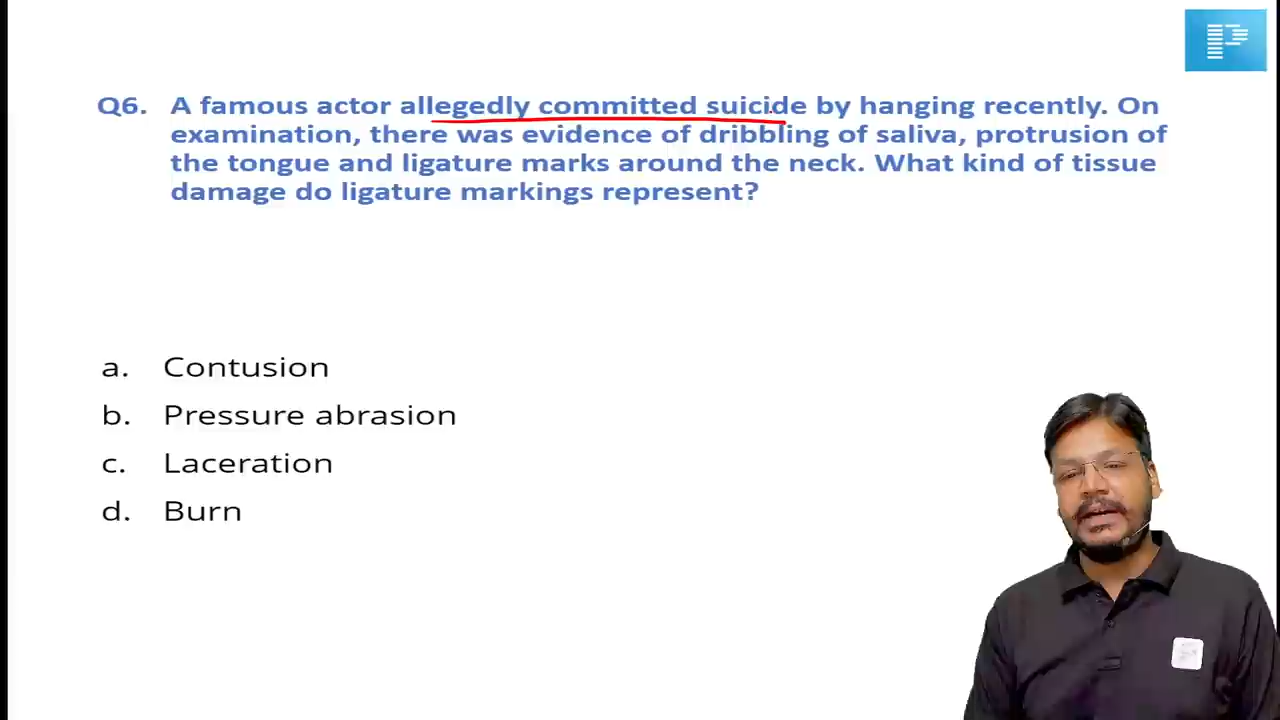 Q6. A famous actor allegedly committed suicide by hanging recently. On
examination, there was evidence of dribbling of saliva, protrusion of
the tongue and ligature marks around the neck. What kind of tissue
damage do ligature markings represent?
a. Contusion
b. Pressure abrasion
c. Laceration
d. Burn